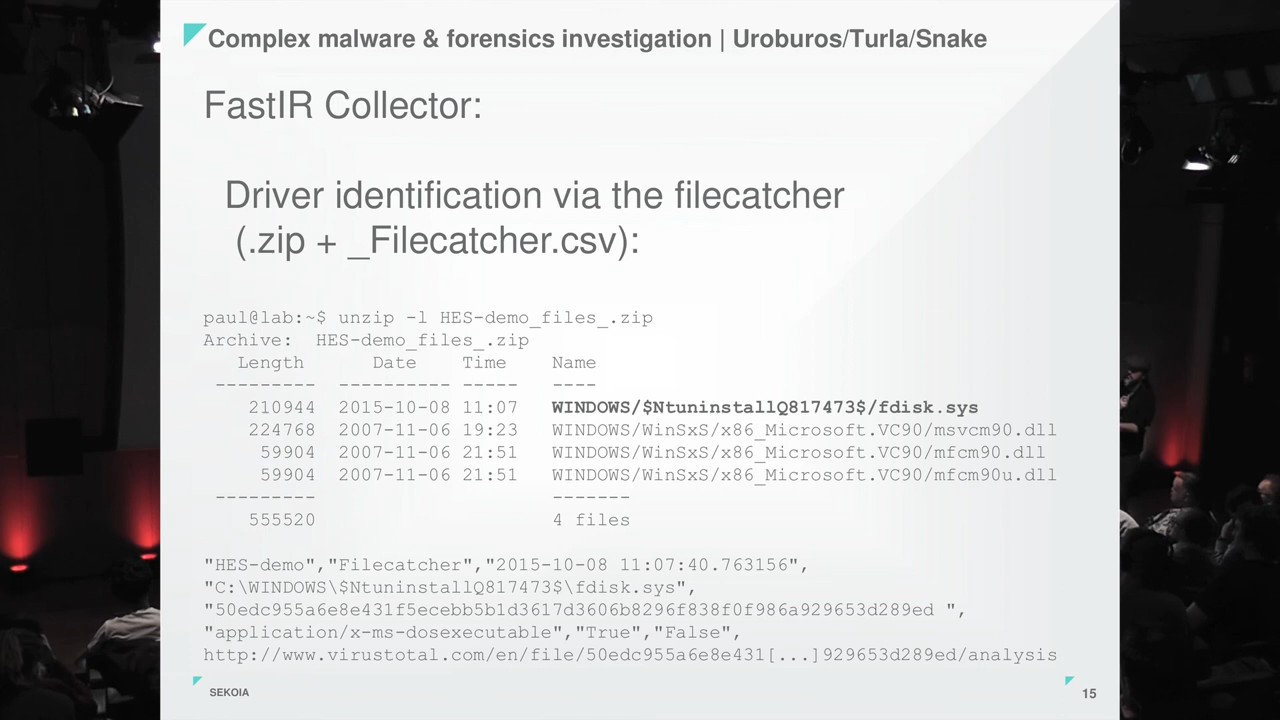 Complex malware & forensics investigation | Uroburos/Turla/Snake
FastIR Collector:
Driver identification via the filecatcher
(.zip + _Filecatcher.csv):
paul@lab:~$ unzip -l HES-demo_files_.zip
Archive:  HES-demo_files_.zip
Length Date Time Name
--------- ---------- ----- ----
210944 2015-10-08 11:07 WINDOWS/$NtuninstallQ817473$/fdisk.sys
224768 2007-11-06 19:23 WINDOWS/WinSxS/x86_Microsoft.VC90/msvcm90.dll
59904 2007-11-06 21:51 WINDOWS/WinSxS/x86_Microsoft.VC90/mfcm90.dll
59904 2007-11-06 21:51 WINDOWS/WinSxS/x86_Microsoft.VC90/mfcm90u.dll
--------- -------
555520 4 files
"HES-demo","Filecatcher","2015-10-08 11:07:40.763156",
"C:\WINDOWS\$NtuninstallQ817473$\fdisk.sys",
"50edc955a6e8e431f5ecebb5b1d3617d3606b8296f838f0f986a929653d289ed ",
"application/x-ms-dosexecutable","True","False",
http://www.virustotal.com/en/file/50edc955a6e8e431[...]929653d289ed/analysis
SEKOIA
15